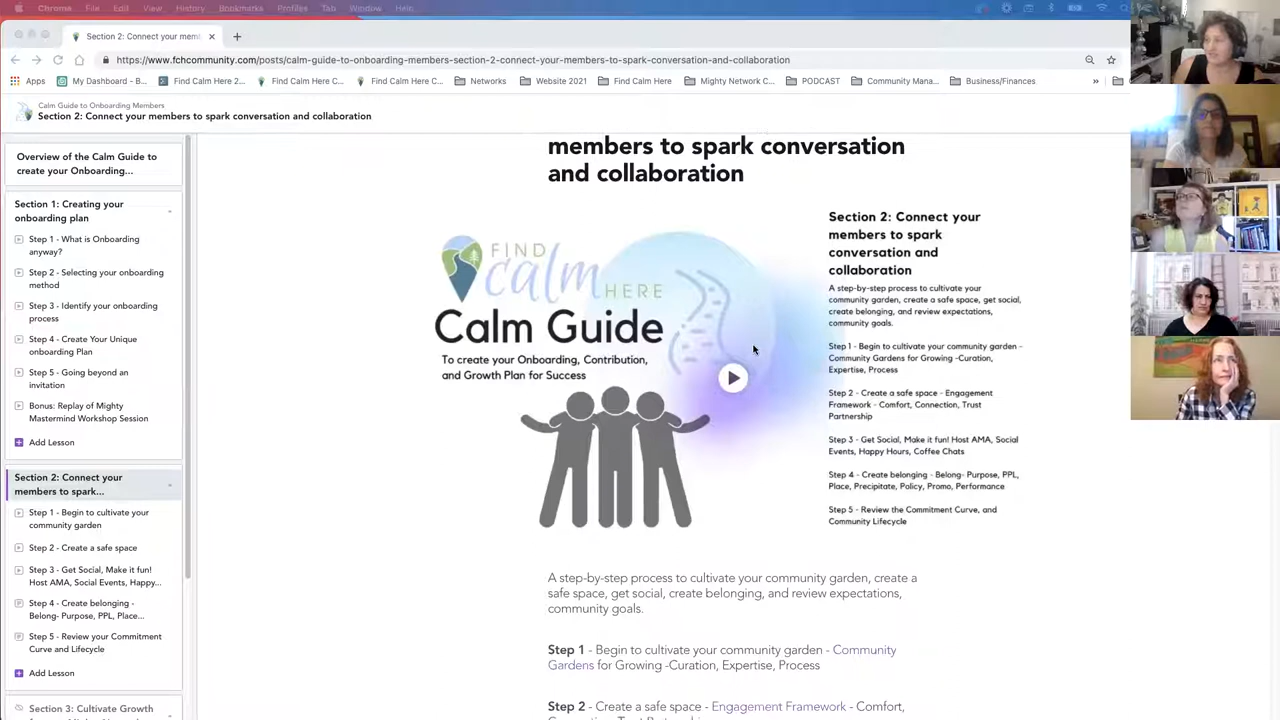 Chrome File Edit View History Bookmarks Profiles Tab Window Help
Section 2: Connect your mem
https://www.fchcommunity.com/posts/calm-guide-to-onboarding-members-section-2-connect-your-members-to-spark-conversation-and-collaboration
Apps My Dashboard - B... Find Calm Here 2... Find Calm Here C... Find Calm Here C... Networks Website 2021 Find Calm Here Mighty Network C... PODCAST Community Mana... Business/Finances »
Calm Guide to Onboarding Members
Section 2: Connect your members to spark conversation and collaboration
Overview of the Calm Guide to
create your Onboarding...
Section 1: Creating your
onboarding plan
Step 1 - What is Onboarding
anyway?
Step 2 - Selecting your onboarding
method
Step 3 - Identify your onboarding
process
Step 4 - Create Your Unique
onboarding Plan
Step 5 - Going beyond an
invitation
Bonus: Replay of Mighty
Mastermind Workshop Session
Add Lesson
Section 2: Connect your
members to spark...
Step 1 - Begin to cultivate your
community garden
Step 2 - Create a safe space
Step 3 - Get Social, Make it fun!
Host AMA, Social Events, Happy...
Step 4 - Create belonging -
Belong- Purpose, PPL, Place...
Step 5 - Review your Commitment
Curve and Lifecycle
Add Lesson
Section 3: Cultivate Growth
members to spark conversation
and collaboration
FIND
calm
HERE
Calm Guide
To create your Onboarding, Contribution,
and Growth Plan for Success
Section 2: Connect your
members to spark
conversation and
collaboration
A step-by-step process to cultivate your
community garden, create a safe space, get social,
create belonging, and review expectations,
community goals.
Step 1 - Begin to cultivate your community garden -
Community Gardens for Growing -Curation,
Expertise, Process
Step 2 - Create a safe space - Engagement
Framework - Comfort, Connection, Trust
Partnership
Step 3 - Get Social, Make it fun! Host AMA, Social
Events, Happy Hours, Coffee Chats
Step 4 - Create belonging - Belong- Purpose, PPL,
Place, Precipitate, Policy, Promo, Performance
Step 5 - Review the Commitment Curve, and
Community Lifecycle
A step-by-step process to cultivate your community garden, create a
safe space, get social, create belonging, and review expectations,
community goals.
Step 1 - Begin to cultivate your community garden - Community
Gardens for Growing -Curation, Expertise, Process
Step 2 - Create a safe space - Engagement Framework - Comfort,